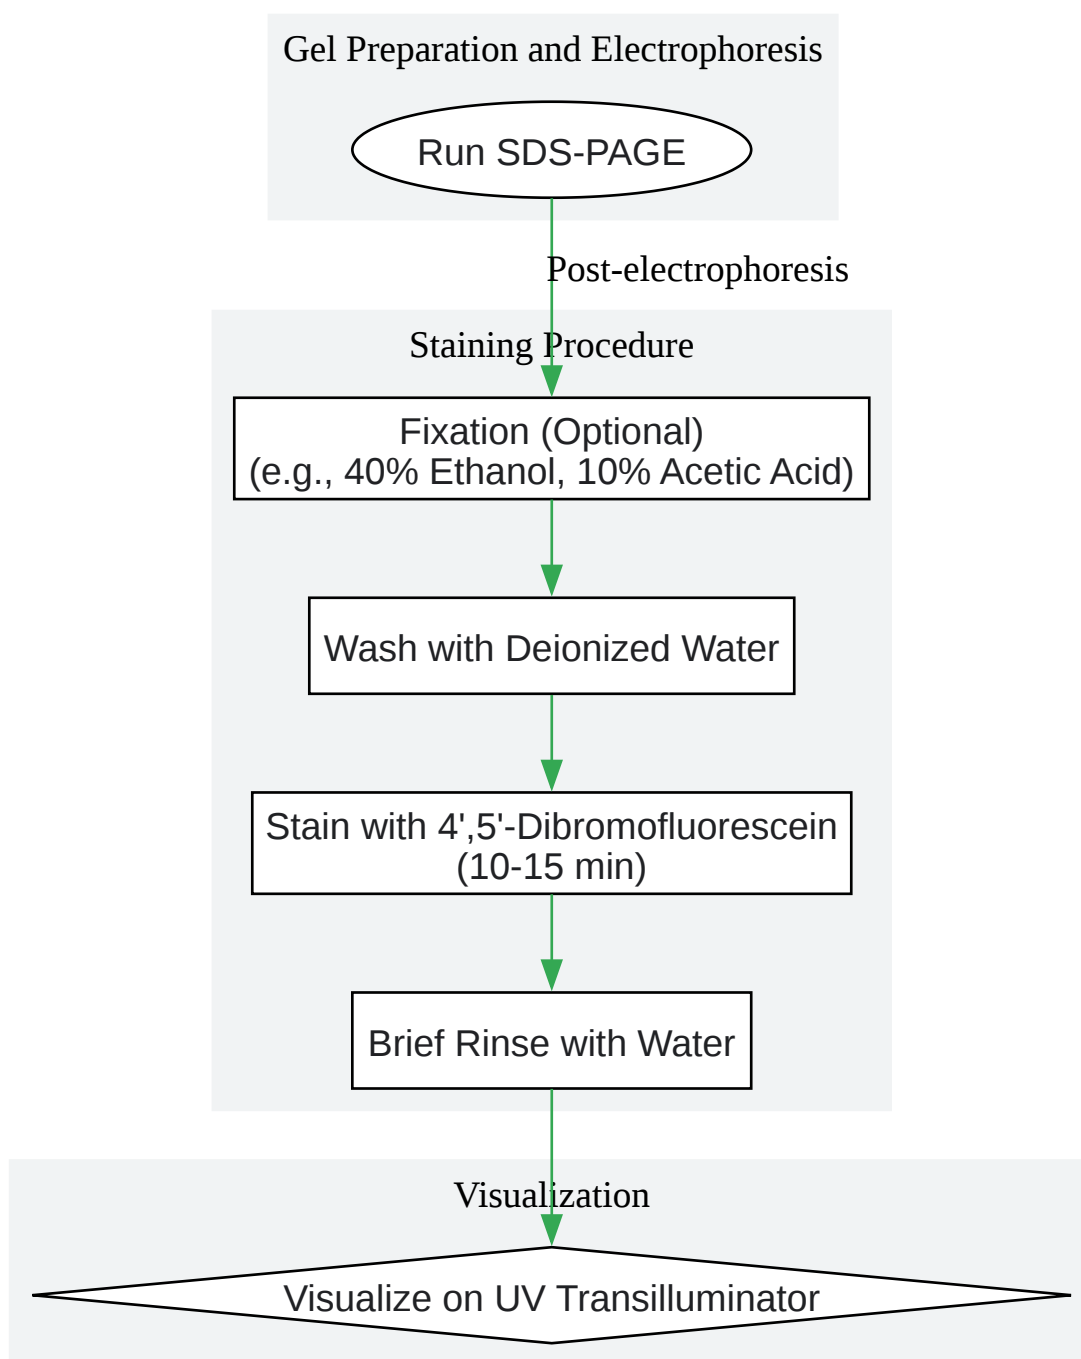 Gel Preparation and Electrophoresis
Run SDS-PAGE
Post-electrophoresis
Staining Procedure
Fixation (Optional)
(e.g., 40% Ethanol, 10% Acetic Acid)
Wash with Deionized Water
Stain with 4',5'-Dibromofluorescein
(10-15 min)
Brief Rinse with Water
Visualization
Visualize on UV Transilluminator